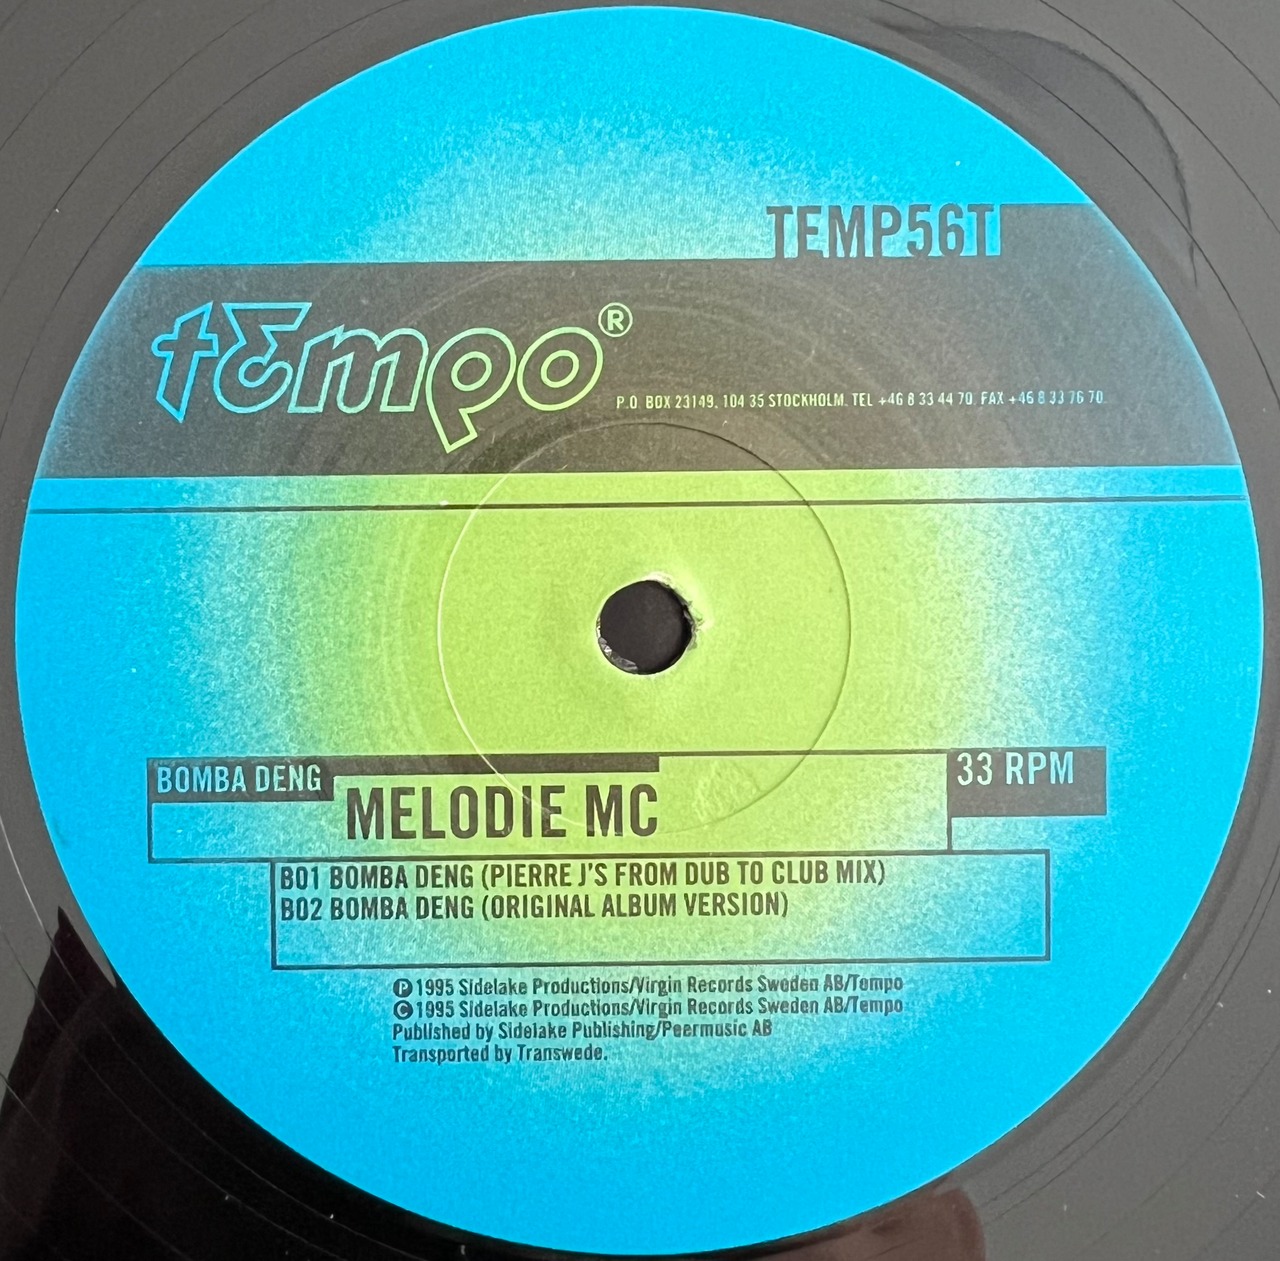 TEMP56T
tempo®
P.O. BOX 23149, 104 35 STOCKHOLM. TEL +46 8 33 44 70. FAX +46 8 33 76 70.
BOMBA DENG
33 RPM
MELODIE MC
B01 BOMBA DENG (PIERRE J'S FROM DUB TO CLUB MIX)
B02 BOMBA DENG (ORIGINAL ALBUM VERSION)
℗ 1995 Sidelake Productions/Virgin Records Sweden AB/Tempo
© 1995 Sidelake Productions/Virgin Records Sweden AB/Tempo
Published by Sidelake Publishing/Peermusic AB
Transported by Transwede.